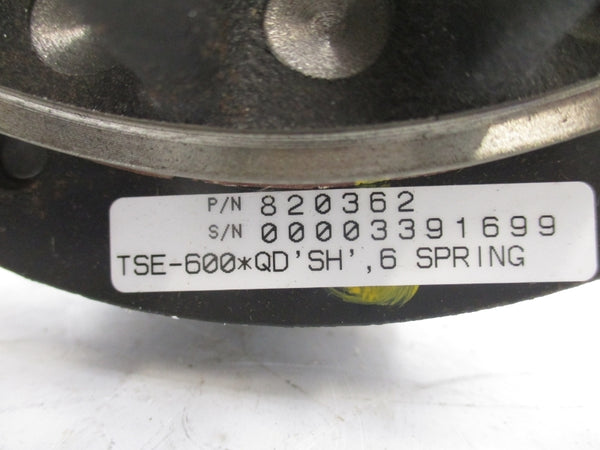 P/N 820362
S/N 00003391699
TSE-600*QD'SH',6 SPRING